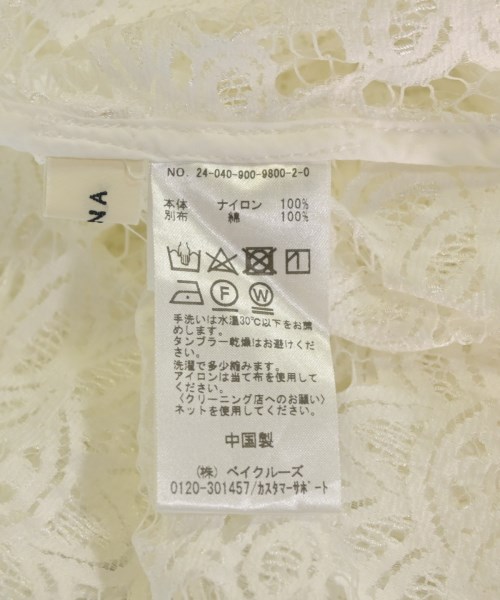 NO. 24-040-900-9800-2-0
本体 ナイロン 100%
別布 綿 100%
F W
手洗いは水温30℃以下をお薦
めします。
タンブラー乾燥はお避けくだ
さい。
洗濯で多少縮みます。
アイロンは当て布を使用して
ください。
〈クリーニング店へのお願い〉
ネットを使用してください。
中国製
(株) ベイクルーズ
0120-301457/カスタマーサポート
NA